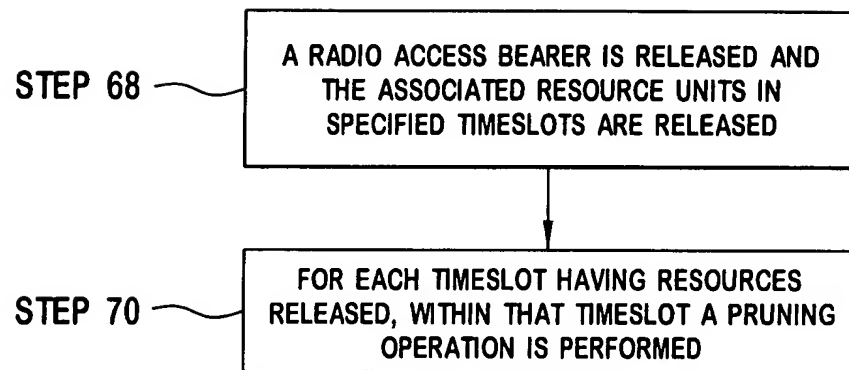 STEP 68
A RADIO ACCESS BEARER IS RELEASED AND
THE ASSOCIATED RESOURCE UNITS IN
SPECIFIED TIMESLOTS ARE RELEASED
STEP 70
FOR EACH TIMESLOT HAVING RESOURCES
RELEASED, WITHIN THAT TIMESLOT A PRUNING
OPERATION IS PERFORMED